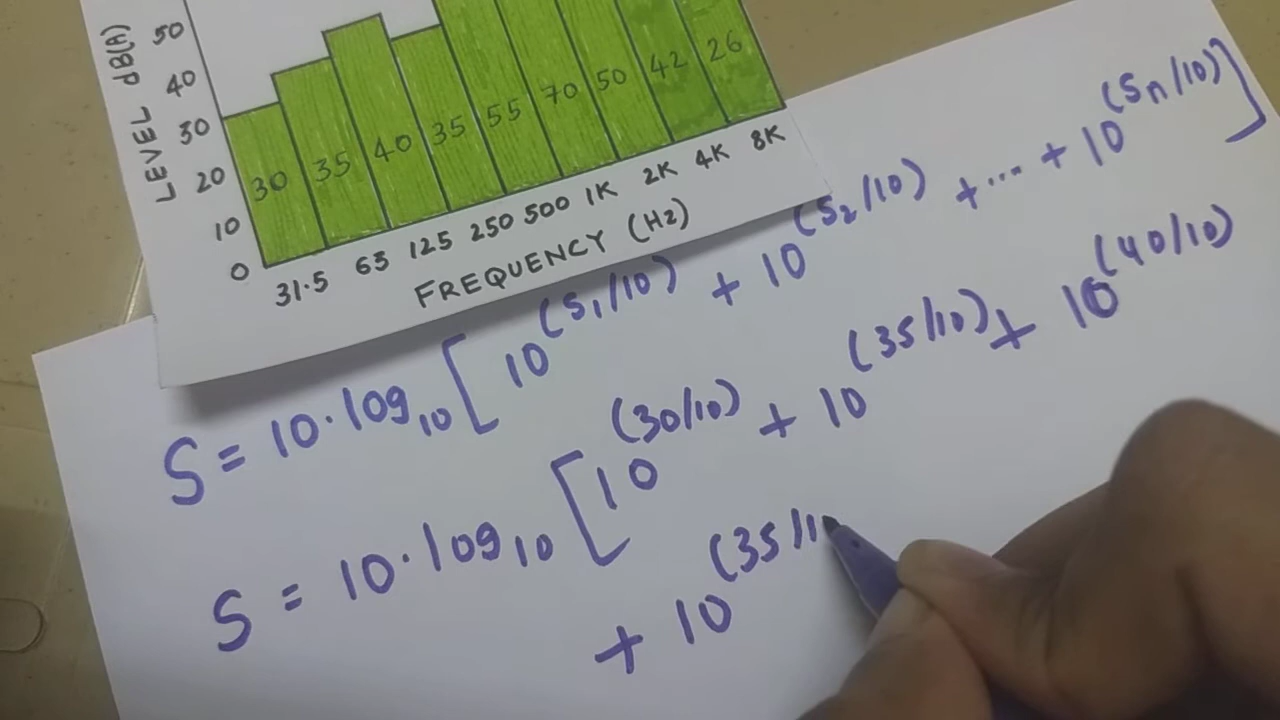 LEVEL dB(A)
50
40
30
20
10
0
30 35 40 35 55 70 50 42 26
31.5 63 125 250 500 1K 2K 4K 8K
FREQUENCY (Hz)
S = 10·log10 [ 10^(S1/10) + 10^(S2/10) + ... + 10^(Sn/10) ]
S = 10·log10 [ 10^(30/10) + 10^(35/10) + 10^(40/10)
+ 10^(35/1